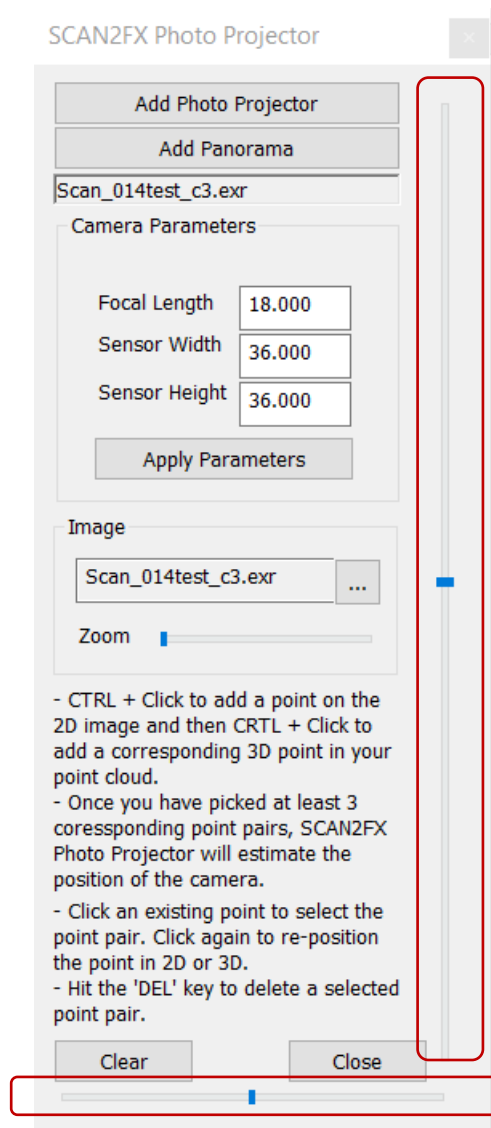 SCAN2FX Photo Projector
×
Add Photo Projector
Add Panorama
Scan_014test_c3.exr
Camera Parameters
Focal Length 18.000
Sensor Width 36.000
Sensor Height 36.000
Apply Parameters
Image
Scan_014test_c3.exr ...
Zoom
- CTRL + Click to add a point on the
2D image and then CRTL + Click to
add a corresponding 3D point in your
point cloud.
- Once you have picked at least 3
coressponding point pairs, SCAN2FX
Photo Projector will estimate the
position of the camera.
- Click an existing point to select the
point pair. Click again to re-position
the point in 2D or 3D.
- Hit the 'DEL' key to delete a selected
point pair.
Clear Close